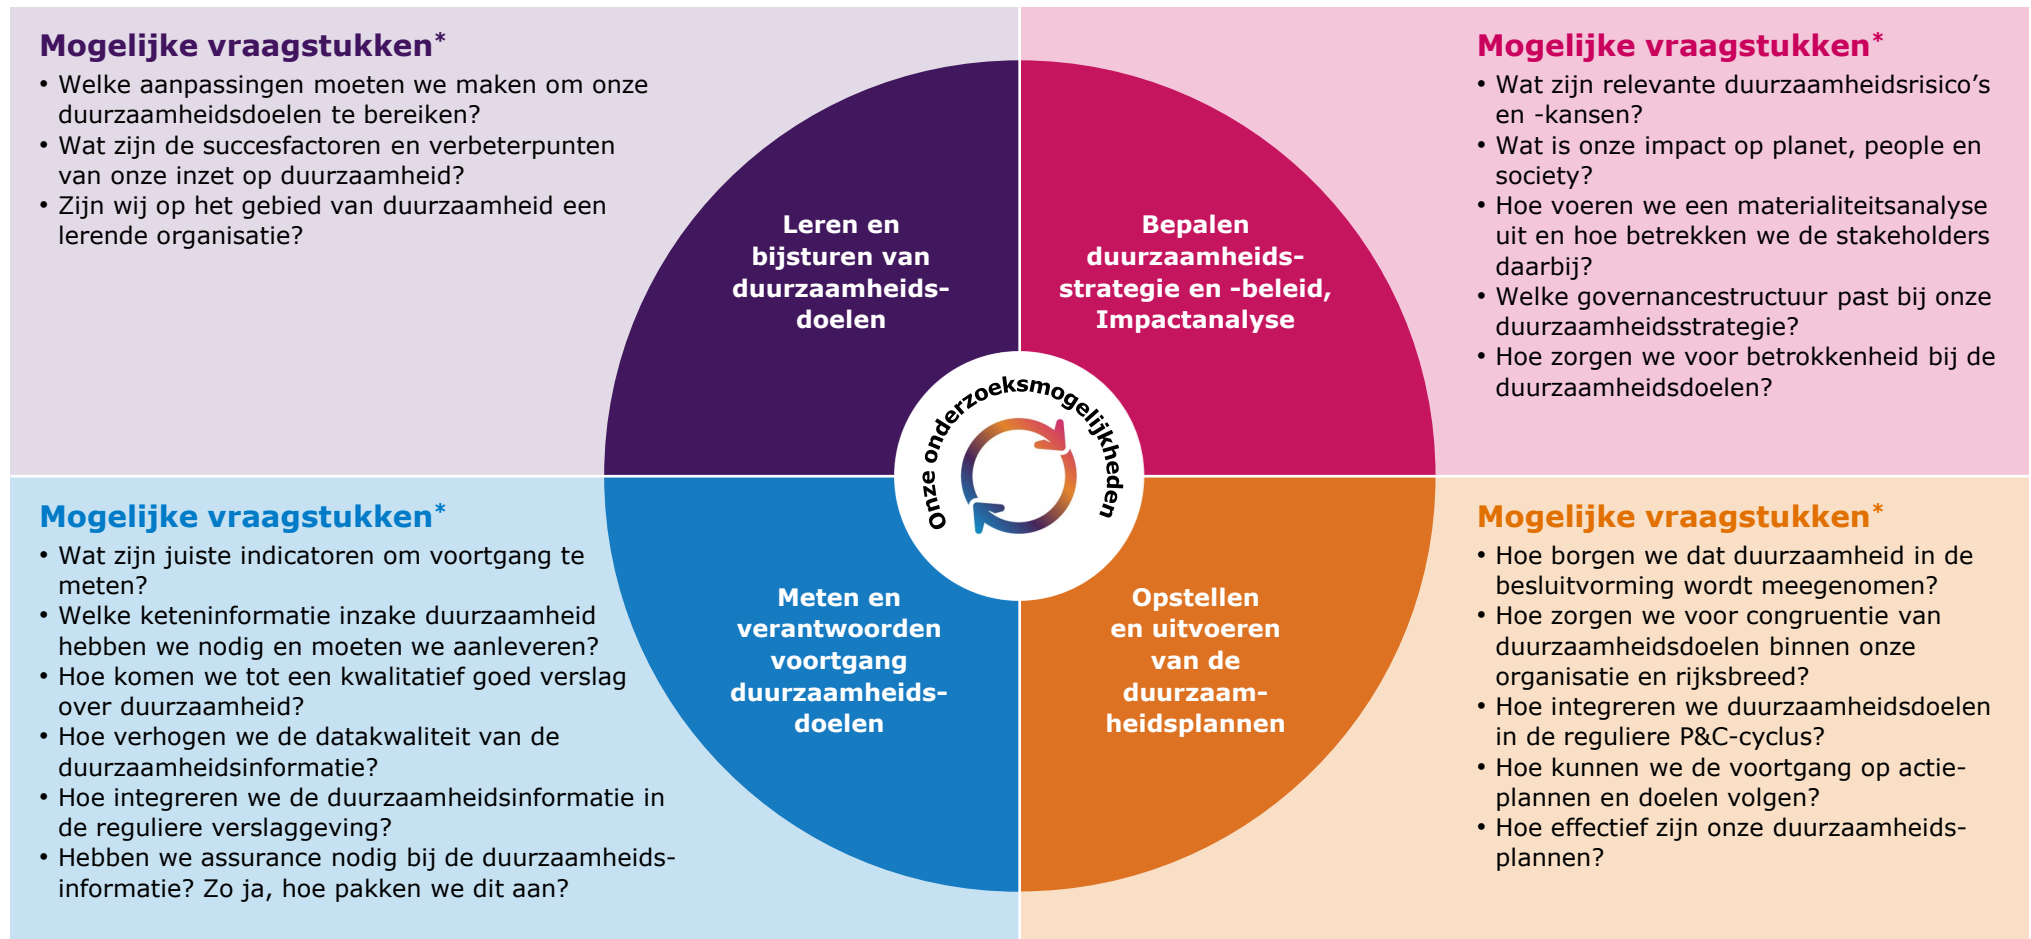 Mogelijke vraagstukken*
• Welke aanpassingen moeten we maken om onze
duurzaamheidsdoelen te bereiken?
• Wat zijn de succesfactoren en verbeterpunten
van onze inzet op duurzaamheid?
• Zijn wij op het gebied van duurzaamheid een
lerende organisatie?
Leren en
bijsturen van
duurzaamheids-
doelen
Bepalen
duurzaamheids-
strategie en -beleid,
Impactanalyse
Mogelijke vraagstukken*
• Wat zijn relevante duurzaamheidsrisico’s
en -kansen?
• Wat is onze impact op planet, people en
society?
• Hoe voeren we een materialiteitsanalyse
uit en hoe betrekken we de stakeholders
daarbij?
• Welke governancestructuur past bij onze
duurzaamheidsstrategie?
• Hoe zorgen we voor betrokkenheid bij de
duurzaamheidsdoelen?
Onze onderzoeksmogelijkheden
Mogelijke vraagstukken*
• Wat zijn juiste indicatoren om voortgang te
meten?
• Welke keteninformatie inzake duurzaamheid
hebben we nodig en moeten we aanleveren?
• Hoe komen we tot een kwalitatief goed verslag
over duurzaamheid?
• Hoe verhogen we de datakwaliteit van de
duurzaamheidsinformatie?
• Hoe integreren we de duurzaamheidsinformatie in
de reguliere verslaggeving?
• Hebben we assurance nodig bij de duurzaamheids-
informatie? Zo ja, hoe pakken we dit aan?
Meten en
verantwoorden
voortgang
duurzaamheids-
doelen
Opstellen
en uitvoeren
van de
duurzaam-
heidsplannen
Mogelijke vraagstukken*
• Hoe borgen we dat duurzaamheid in de
besluitvorming wordt meegenomen?
• Hoe zorgen we voor congruentie van
duurzaamheidsdoelen binnen onze
organisatie en rijksbreed?
• Hoe integreren we duurzaamheidsdoelen
in de reguliere P&C-cyclus?
• Hoe kunnen we de voortgang op actie-
plannen en doelen volgen?
• Hoe effectief zijn onze duurzaamheids-
plannen?